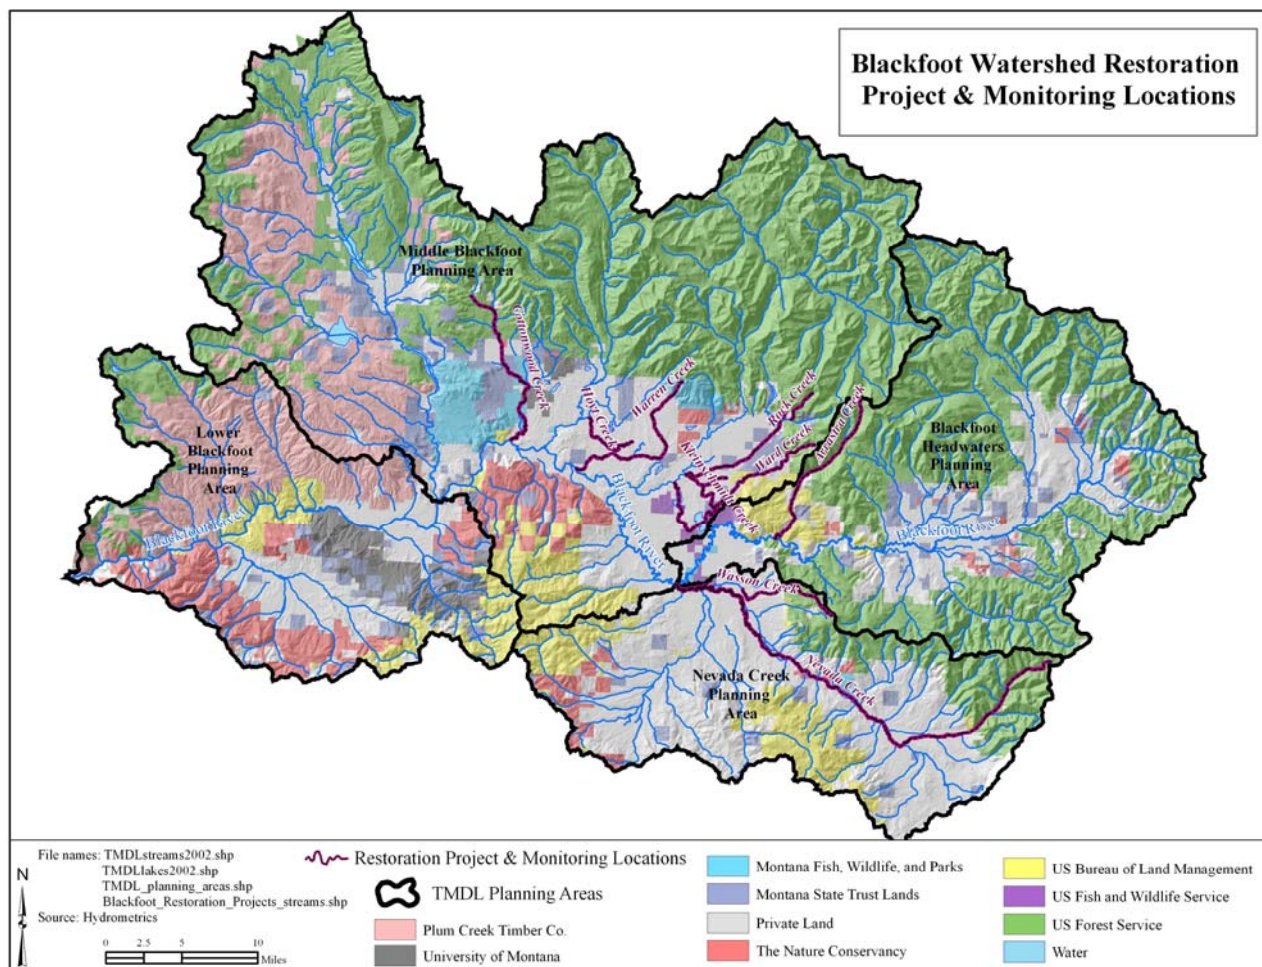 Blackfoot Watershed Restoration
Project & Monitoring Locations
Middle Blackfoot
Planning Area
Cottonwood Creek
Hoyt Creek
Warren Creek
Rock Creek
Ward Creek
Arrastra Creek
Kleinschmidt Creek
Lower
Blackfoot
Planning
Area
Blackfoot
Headwaters
Planning
Area
Blackfoot River
Blackfoot River
Blackfoot River
Wasson Creek
Nevada Creek
Nevada Creek
Planning
Area
File names: TMDLstreams2002.shp
TMDLlakes2002.shp
TMDL_planning_areas.shp
Blackfoot_Restoration_Projects_streams.shp
Source: Hydrometrics
N
0 2.5 5 10
Miles
Restoration Project & Monitoring Locations
TMDL Planning Areas
Plum Creek Timber Co.
University of Montana
Montana Fish, Wildlife, and Parks
Montana State Trust Lands
Private Land
The Nature Conservancy
US Bureau of Land Management
US Fish and Wildlife Service
US Forest Service
Water